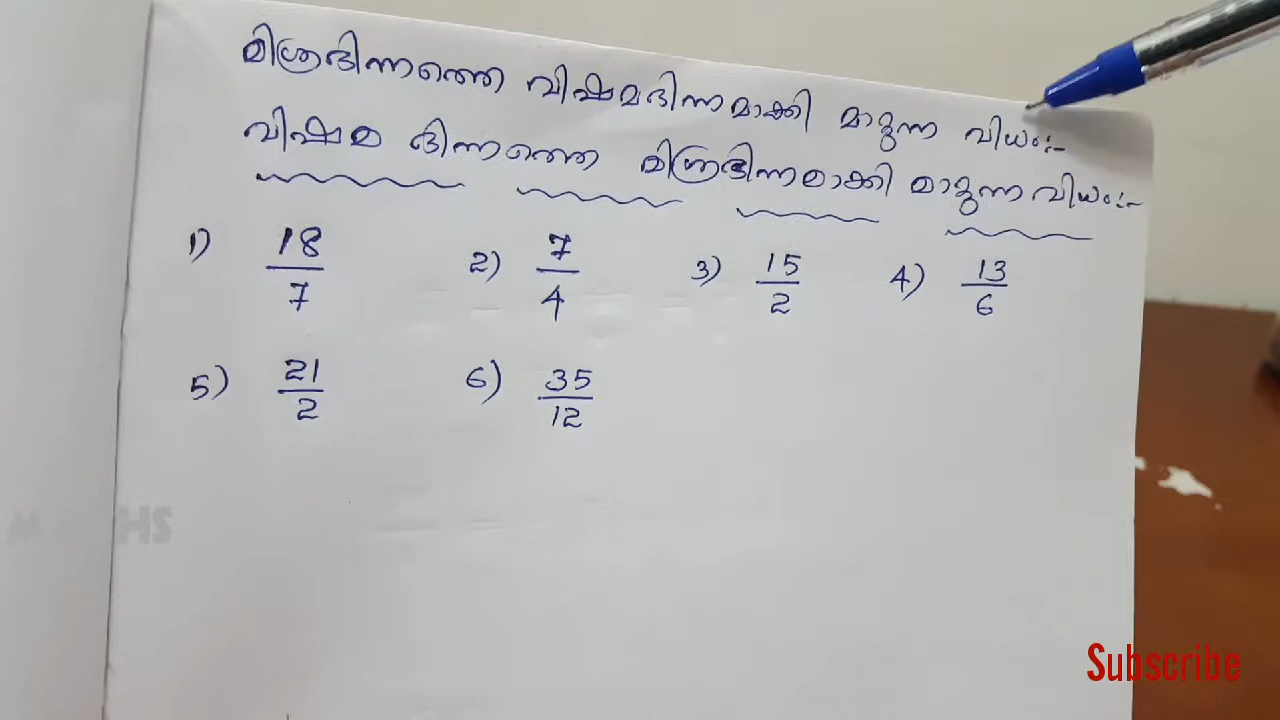 മിശ്രഭിന്നത്തെ വിഷമഭിന്നമാക്കി മാറ്റുന്ന വിധം:-
വിഷമ ഭിന്നത്തെ മിശ്രഭിന്നമാക്കി മാറ്റുന്ന വിധം:-
1) 18/7 2) 7/4 3) 15/2 4) 13/6
5) 21/2 6) 35/12
Subscribe